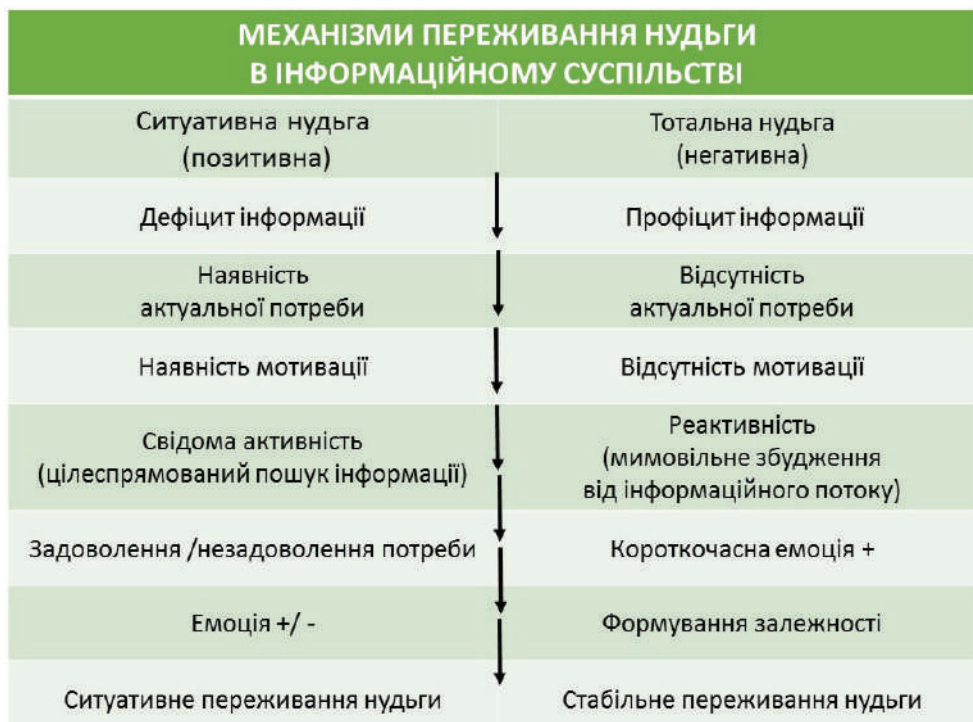 МЕХАНІЗМИ ПЕРЕЖИВАННЯ НУДЬГИ
В ІНФОРМАЦІЙНОМУ СУСПІЛЬСТВІ
Ситуативна нудьга
(позитивна)
Тотальна нудьга
(негативна)
Дефіцит інформації
Профіцит інформації
Наявність
актуальної потреби
Відсутність
актуальної потреби
Наявність мотивації
Відсутність мотивації
Свідома активність
(цілеспрямований пошук інформації)
Реактивність
(мимовільне збудження
від інформаційного потоку)
Задоволення /незадоволення потреби
Короткочасна емоція +
Емоція +/ -
Формування залежності
Ситуативне переживання нудьги
Стабільне переживання нудьги